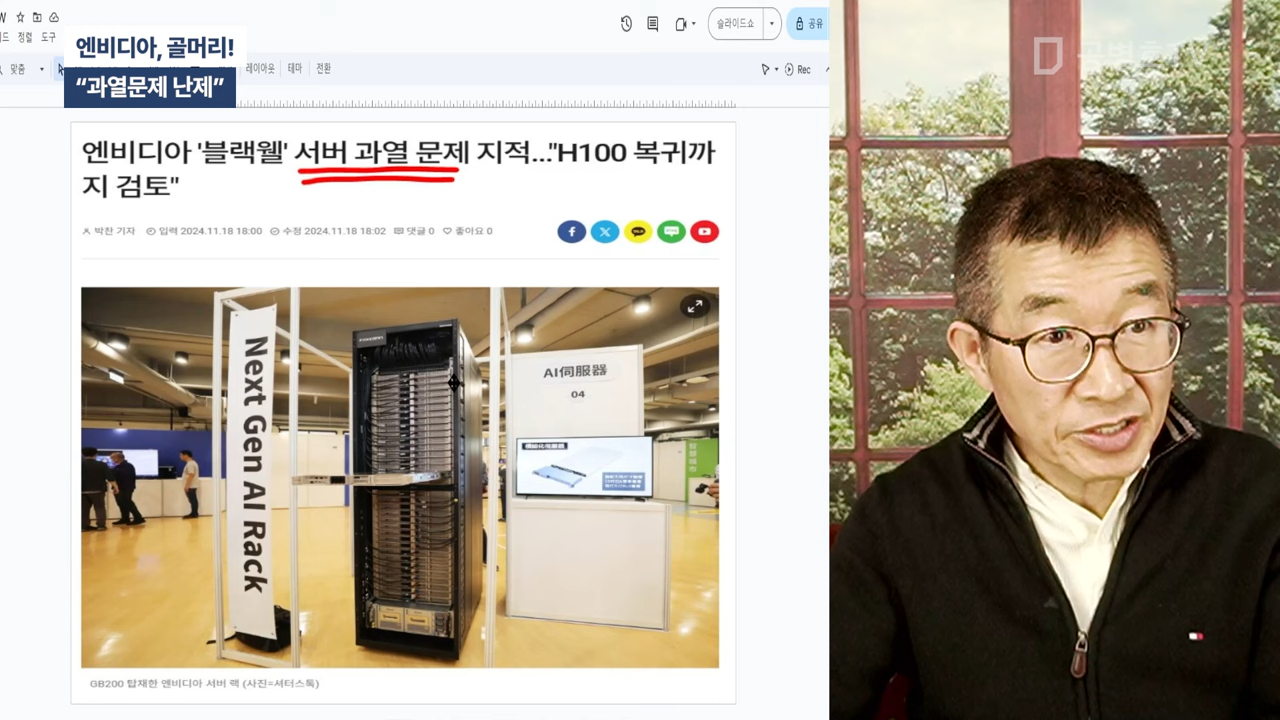 슬라이드쇼
공유
정렬 도구
엔비디아, 골머리!
“과열문제 난제”
맞춤
레이아웃
테마
전환
Rec
엔비디아 '블랙웰' 서버 과열 문제 지적..."H100 복귀까
지 검토"
박찬 기자 입력 2024.11.18 18:00 수정 2024.11.18 18:02 댓글 0 좋아요 0
Next Gen AI Rack
AI伺服器
04
GB200 탑재한 엔비디아 서버 랙 (사진=셔터스톡)